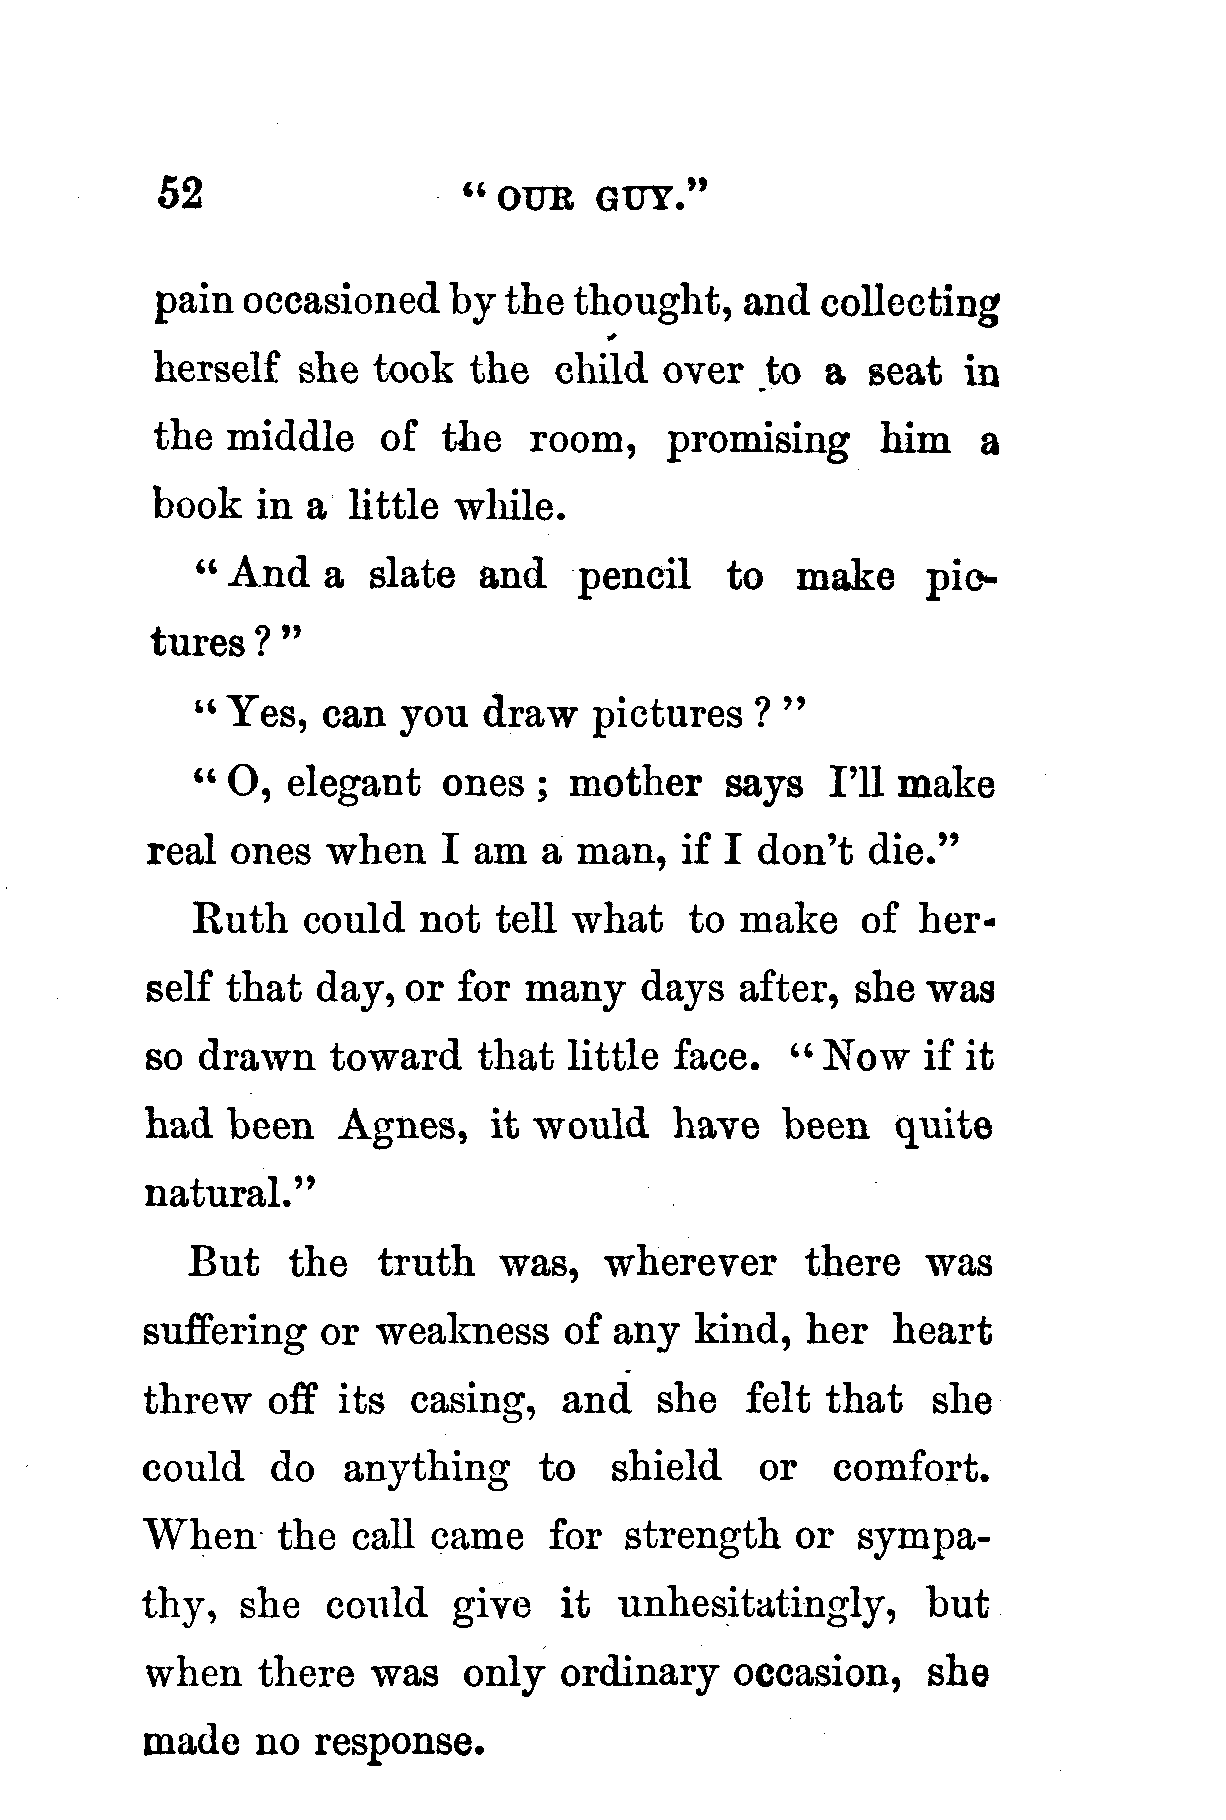 52 "OUR GUY."
pain occasioned by the thought, and collecting
herself she took the child over to a seat in
the middle of the room, promising him a
book in a little while.
"And a slate and pencil to make pic-
tures?"
"Yes, can you draw pictures?"
"O, elegant ones; mother says I'll make
real ones when I am a man, if I don't die."
Ruth could not tell what to make of her-
self that day, or for many days after, she was
so drawn toward that little face. "Now if it
had been Agnes, it would have been quite
natural."
But the truth was, wherever there was
suffering or weakness of any kind, her heart
threw off its casing, and she felt that she
could do anything to shield or comfort.
When the call came for strength or sympa-
thy, she could give it unhesitatingly, but
when there was only ordinary occasion, she
made no response.